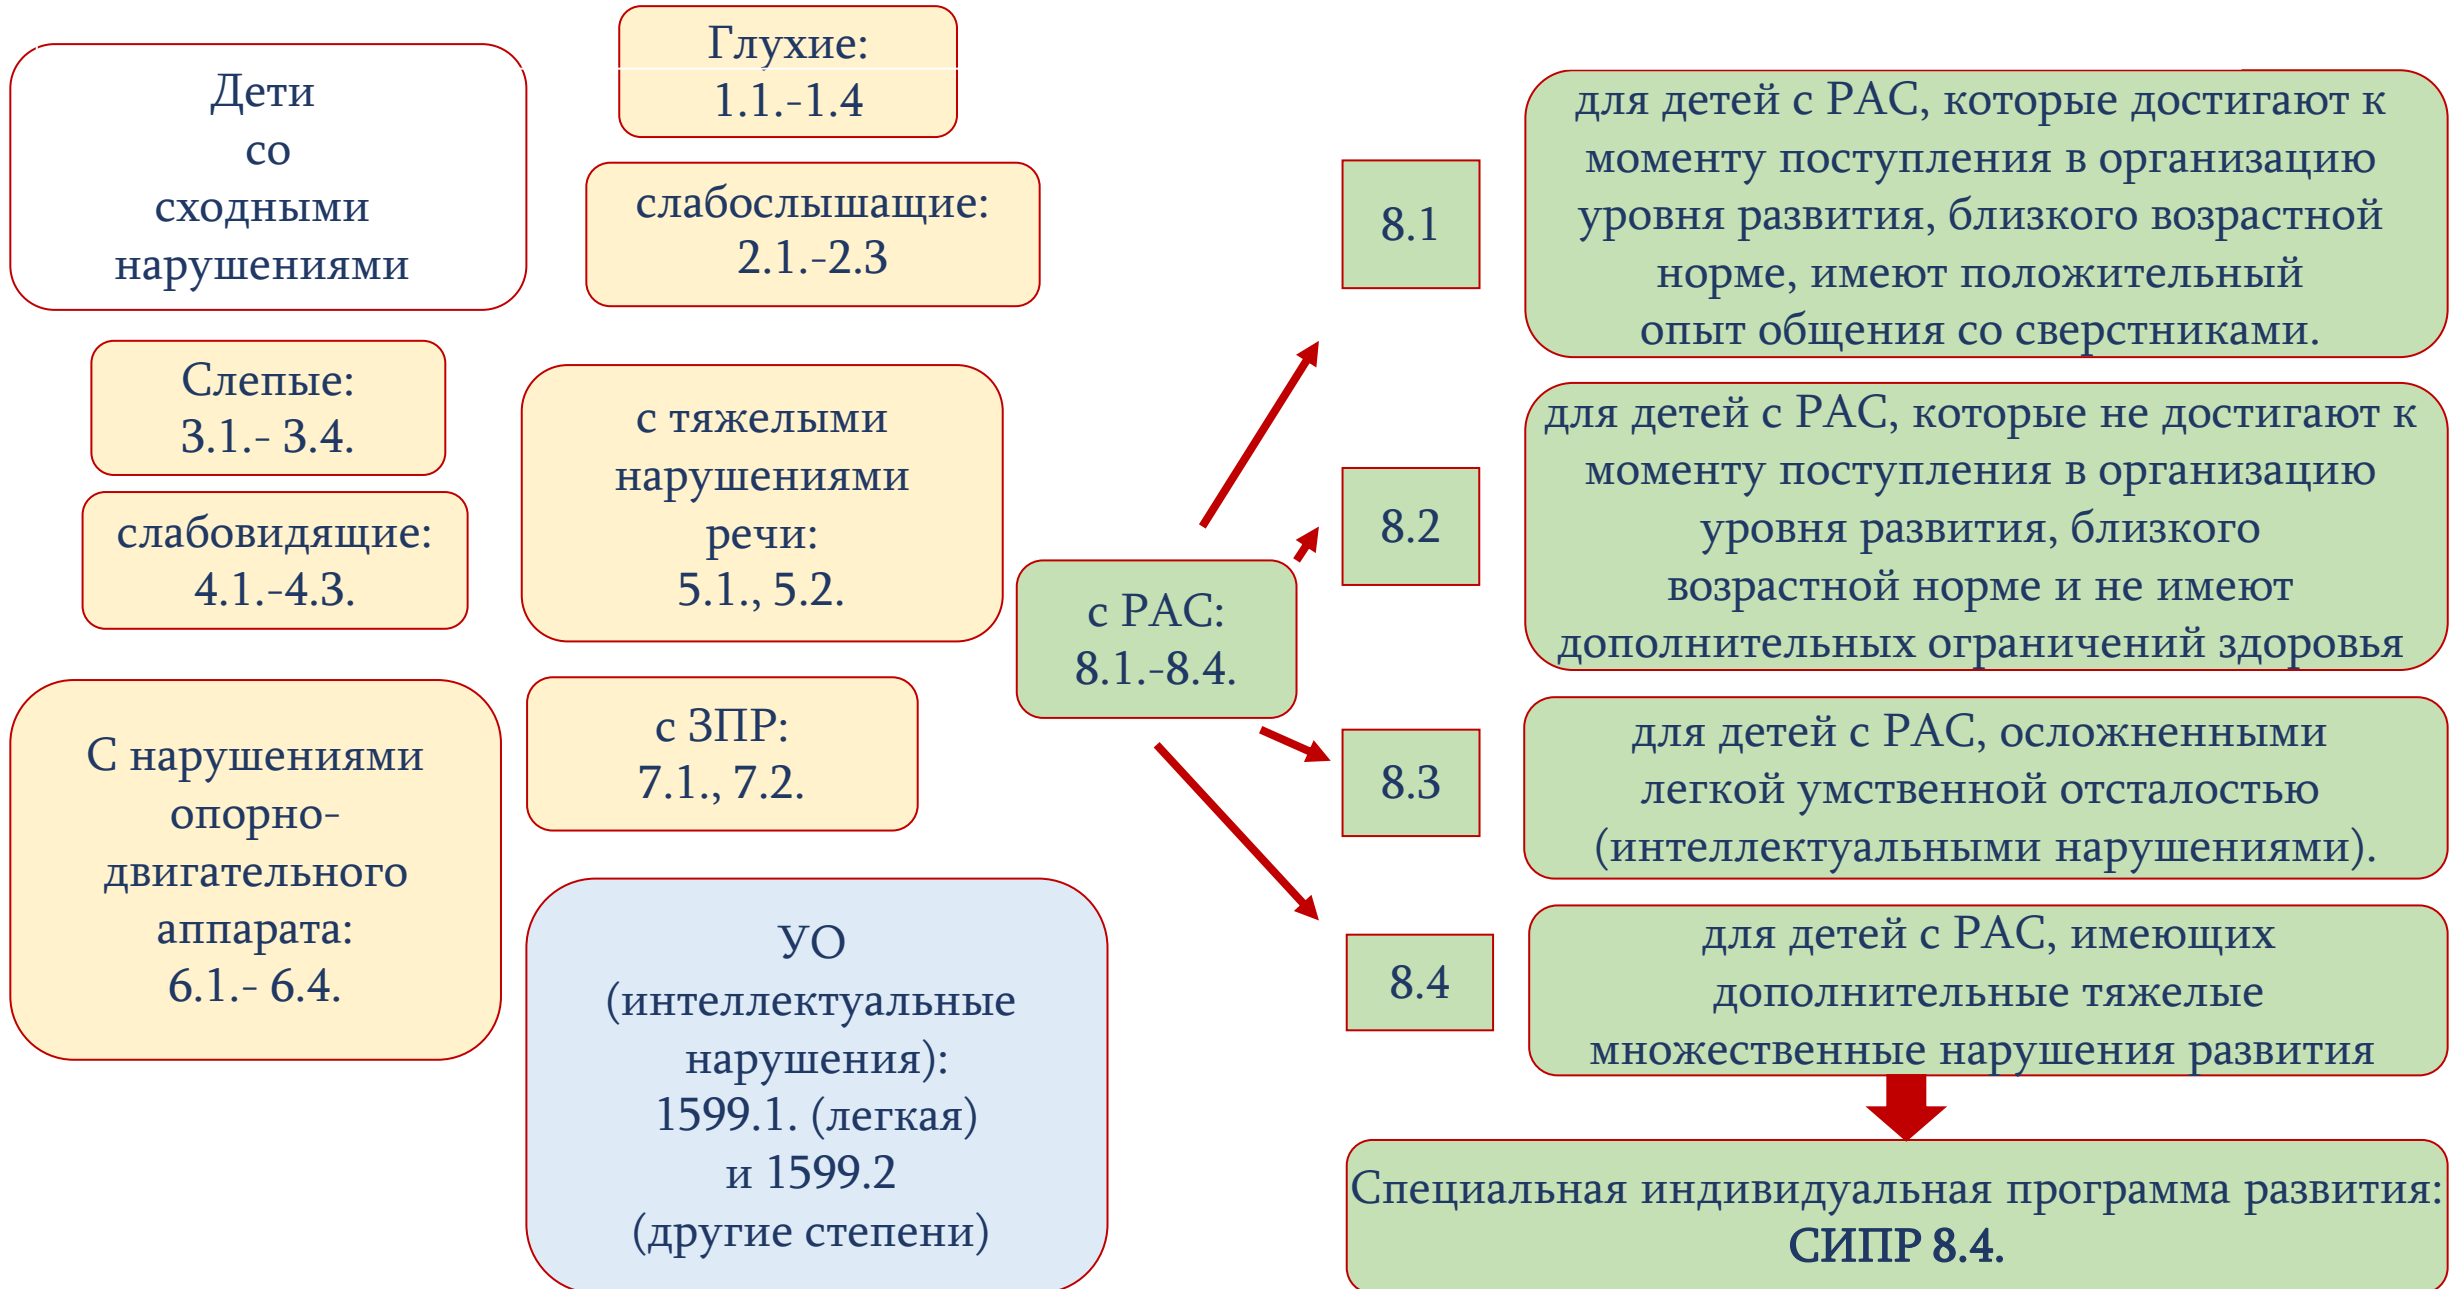 Дети
со
сходными
нарушениями
Глухие:
1.1.-1.4
слабослышащие:
2.1.-2.3
Слепые:
3.1.- 3.4.
слабовидящие:
4.1.-4.3.
с тяжелыми
нарушениями
речи:
5.1., 5.2.
С нарушениями
опорно-
двигательного
аппарата:
6.1.- 6.4.
с ЗПР:
7.1., 7.2.
УО
(интеллектуальные
нарушения):
1599.1. (легкая)
и 1599.2
(другие степени)
с РАС:
8.1.-8.4.
8.1
для детей с РАС, которые достигают к
моменту поступления в организацию
уровня развития, близкого возрастной
норме, имеют положительный
опыт общения со сверстниками.
8.2
для детей с РАС, которые не достигают к
моменту поступления в организацию
уровня развития, близкого
возрастной норме и не имеют
дополнительных ограничений здоровья
8.3
для детей с РАС, осложненными
легкой умственной отсталостью
(интеллектуальными нарушениями).
8.4
для детей с РАС, имеющих
дополнительные тяжелые
множественные нарушения развития
Специальная индивидуальная программа развития:
СИПР 8.4.